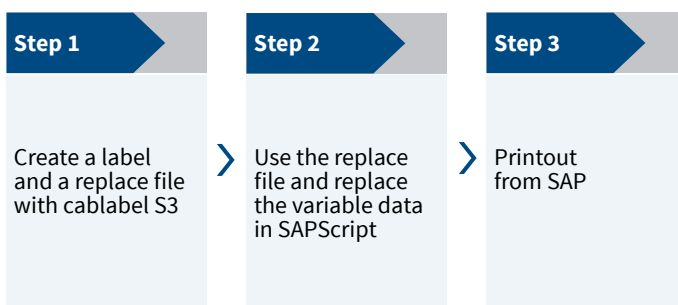 Step 1
Create a label
and a replace file
with cablabel S3
Step 2
Use the replace
file and replace
the variable data
in SAPScript
Step 3
Printout
from SAP